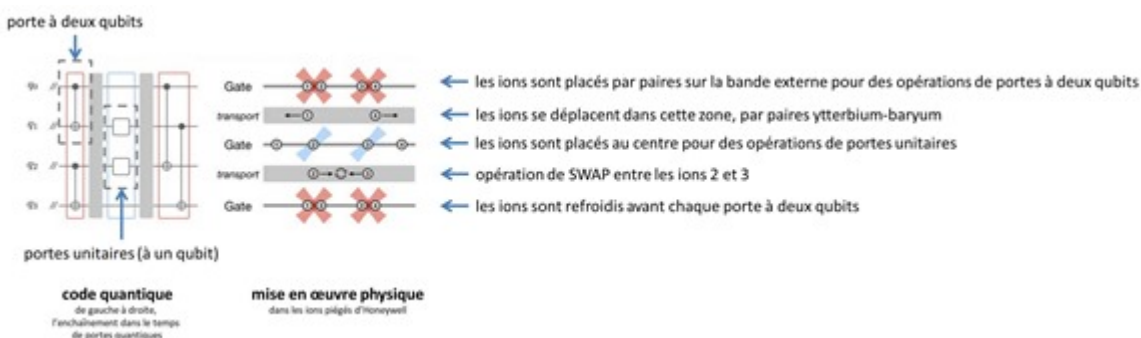 porte à deux qubits
Gate
les ions sont placés par paires sur la bande externe pour des opérations de portes à deux qubits
transport
les ions se déplacent dans cette zone, par paires ytterbium-baryum
Gate
les ions sont placés au centre pour des opérations de portes unitaires
transport
opération de SWAP entre les ions 2 et 3
Gate
les ions sont refroidis avant chaque porte à deux qubits
portes unitaires (à un qubit)
code quantique
de gauche à droite,
l'enchaînement dans le temps
de portes quantiques
mise en œuvre physique
dans les ions piégés d'Honeywell